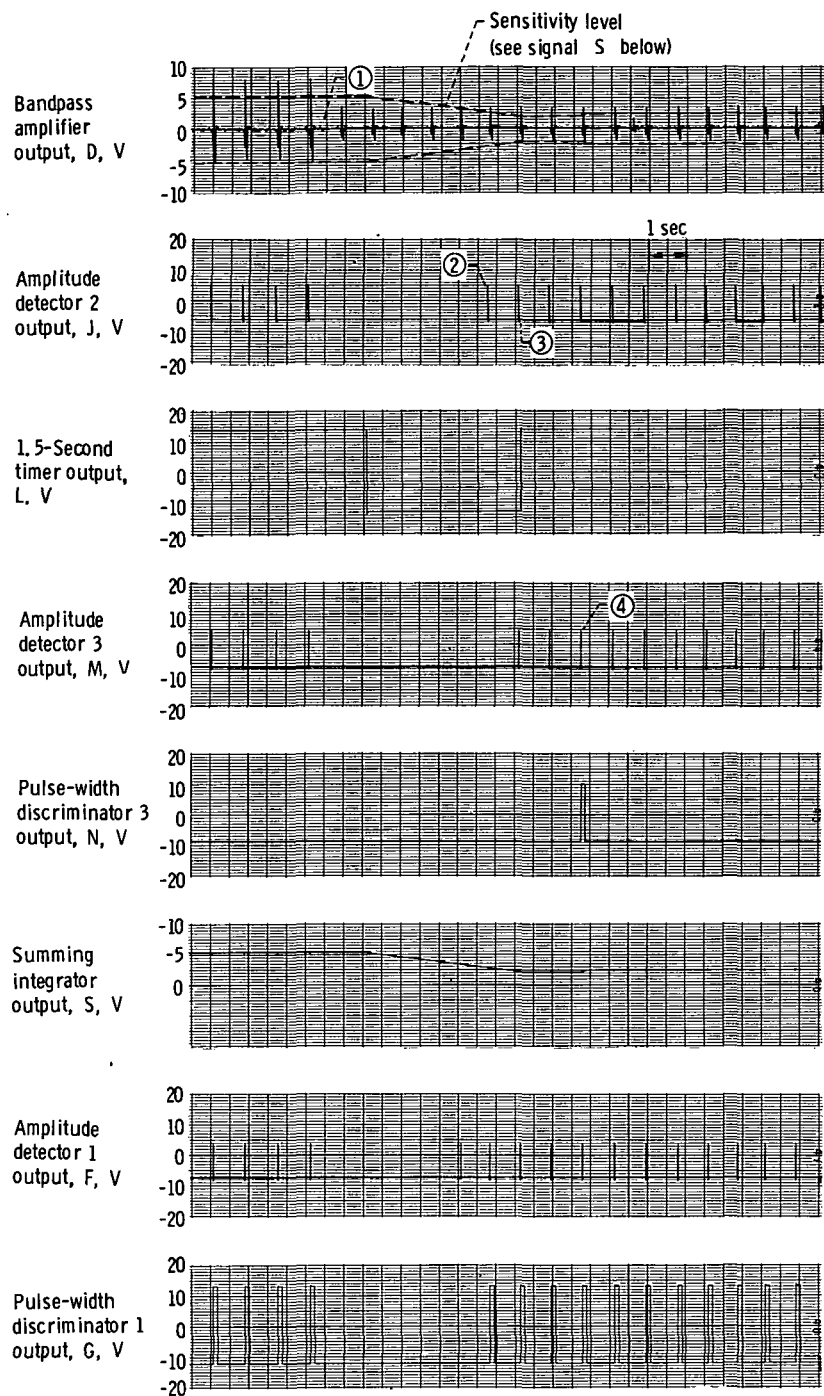 Sensitivity level
(see signal S below)
Bandpass
amplifier
output, D, V
10
5
0
-5
-10
①
1 sec
Amplitude
detector 2
output, J, V
20
10
0
-10
-20
②
③
1.5-Second
timer output,
L, V
20
10
0
-10
-20
Amplitude
detector 3
output, M, V
20
10
0
-10
-20
④
Pulse-width
discriminator 3
output, N, V
20
10
0
-10
-20
Summing
integrator
output, S, V
-10
-5
0
Amplitude
detector 1
output, F, V
20
10
0
-10
-20
Pulse-width
discriminator 1
output, G, V
20
10
0
-10
-20